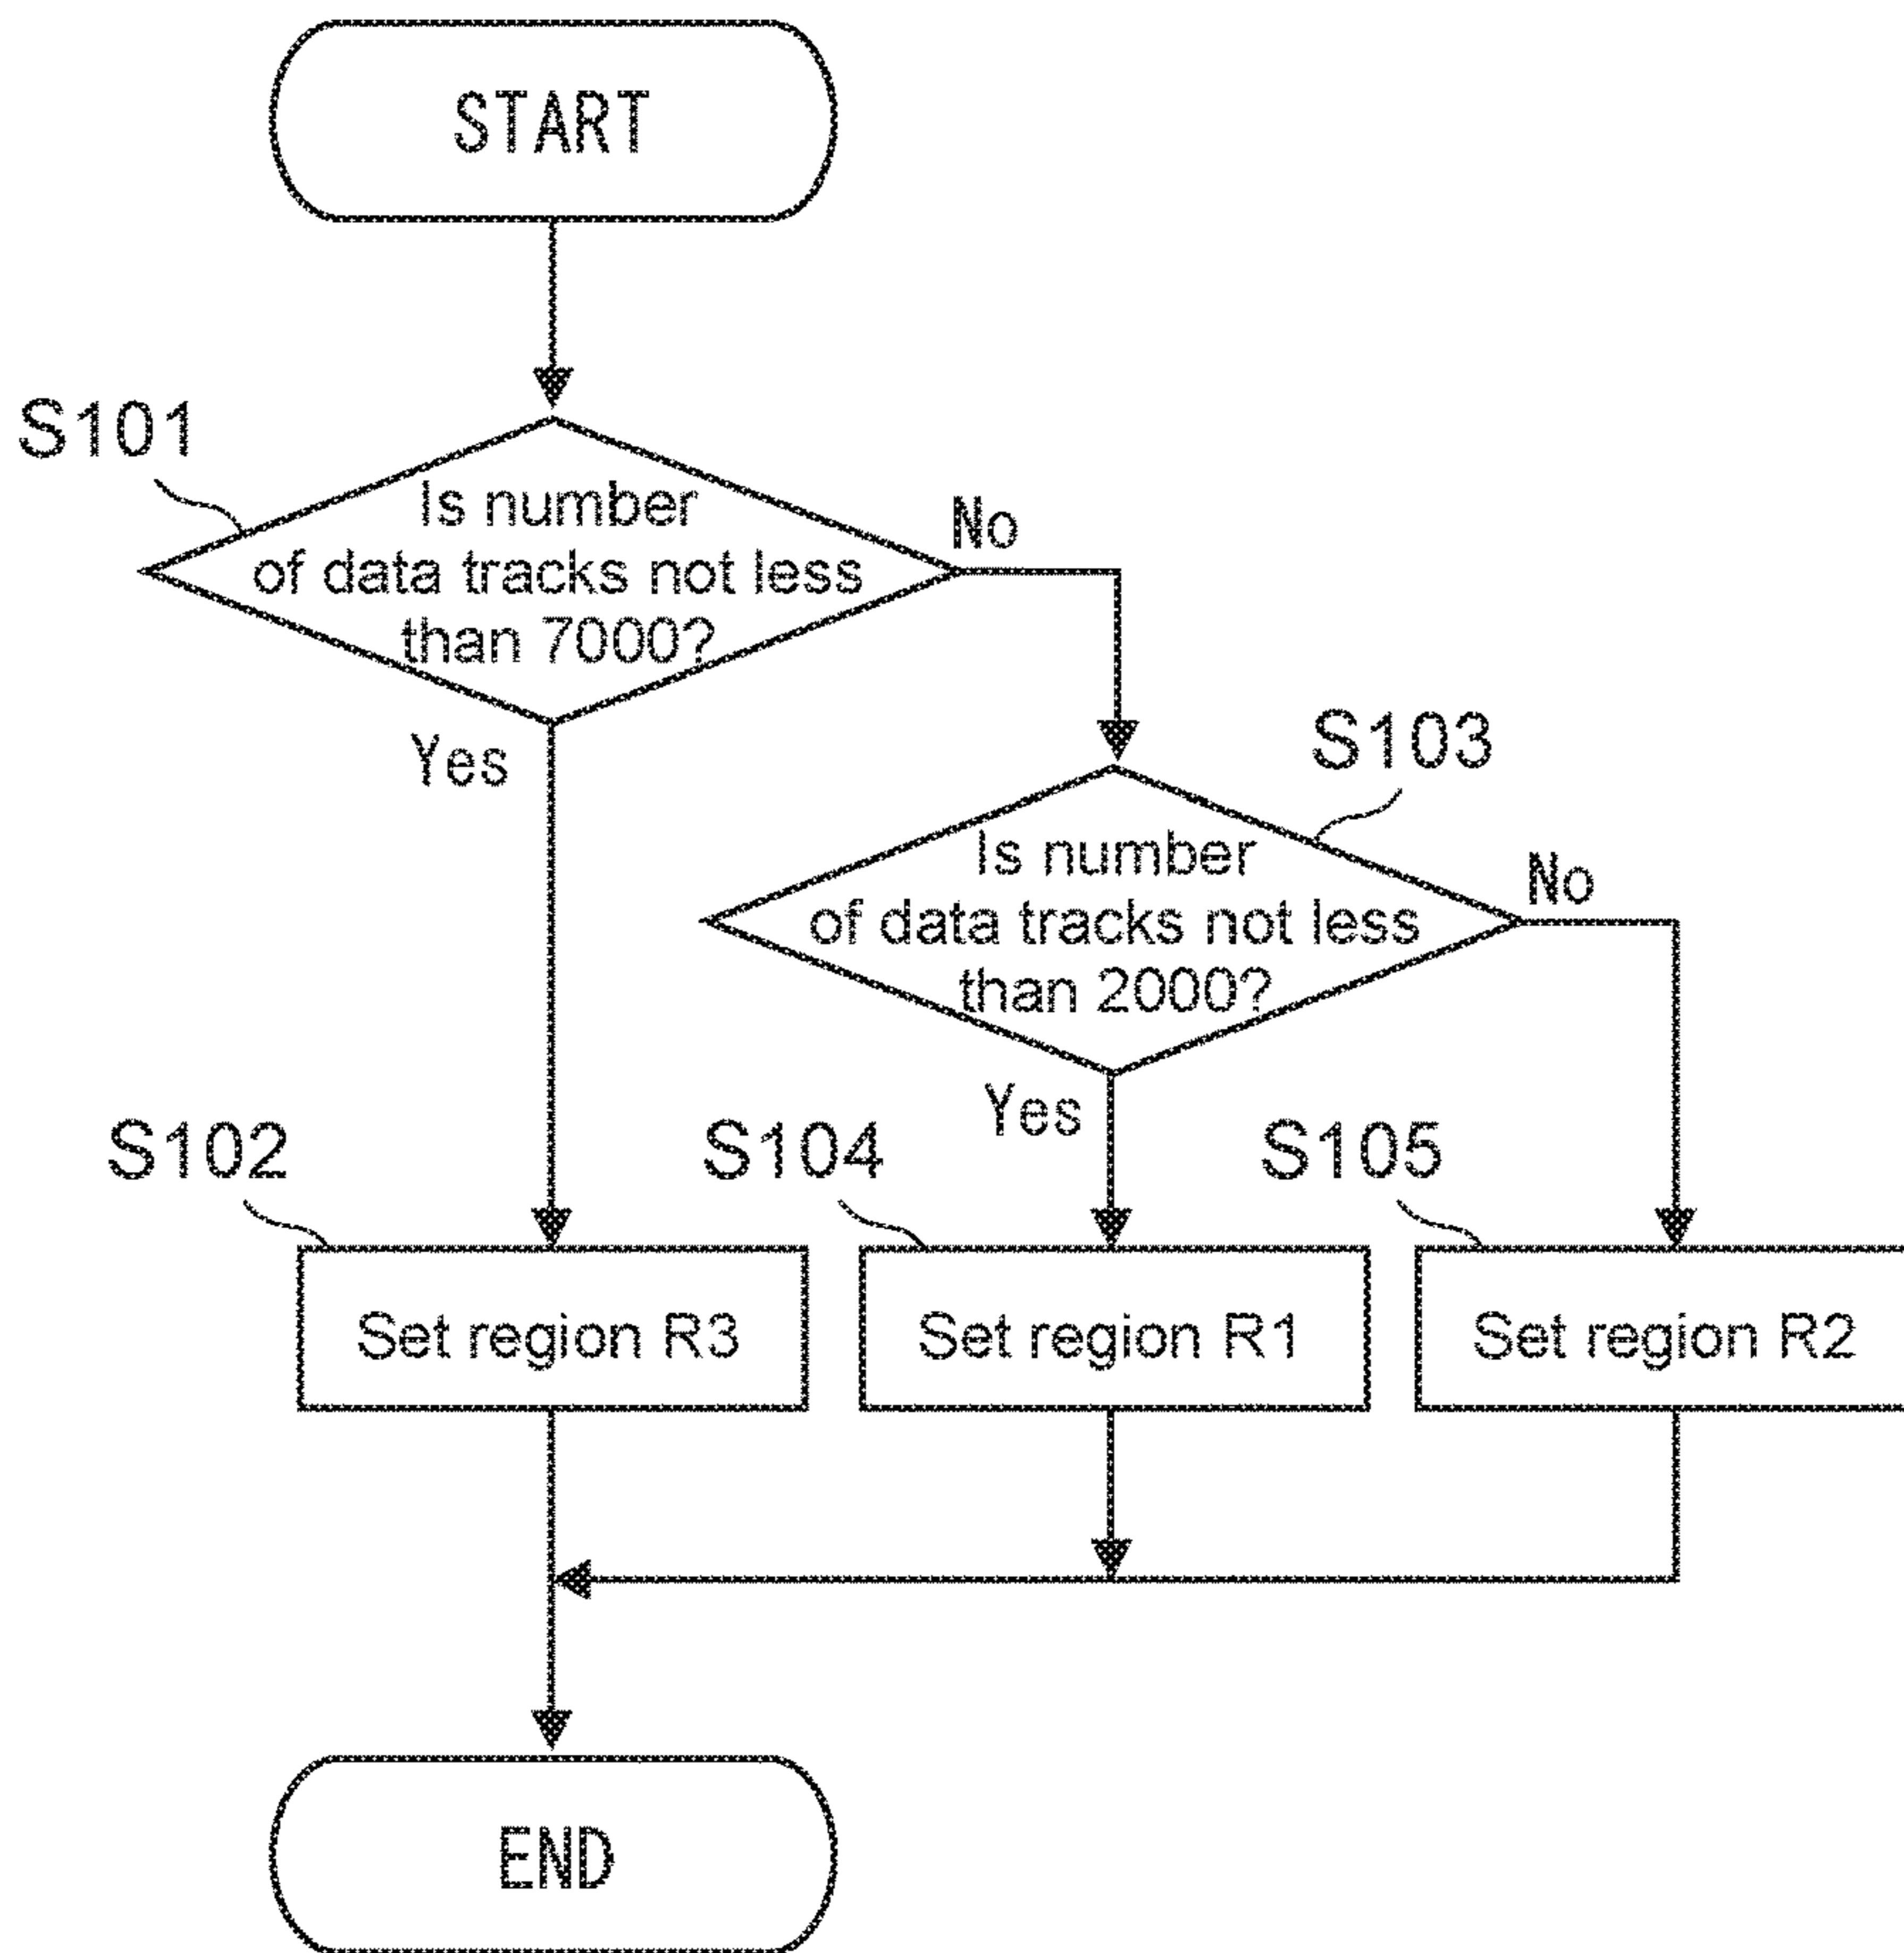 START
S101
Is number
of data tracks not less
than 7000?
No
Yes
S103
Is number
of data tracks not less
than 2000?
No
Yes
S102
S104
S105
Set region R3
Set region R1
Set region R2
END